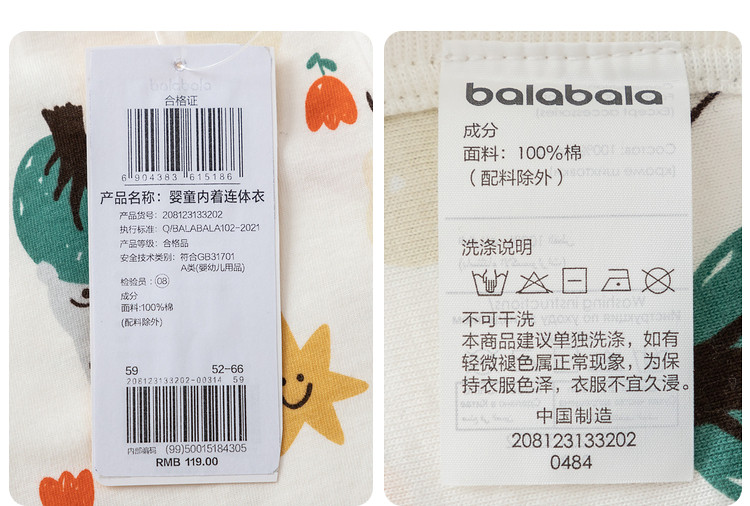 合格证
6 904383 615186
产品名称：婴童内着连体衣
产品货号：208123133202
执行标准：Q/BALABALA102-2021
产品等级：合格品
安全技术类别：符合GB31701
A类(婴幼儿用品)
检验员：08
成分
面料:100%棉
(配料除外)
59 52-66
208123133202-00314 59
内部编码 (99)50015184305
RMB 119.00
balabala
成分
面料：100%棉
（配料除外）
洗涤说明
不可干洗
本商品建议单独洗涤，如有
轻微褪色属正常现象，为保
持衣服色泽，衣服不宜久浸。
中国制造
208123133202
0484